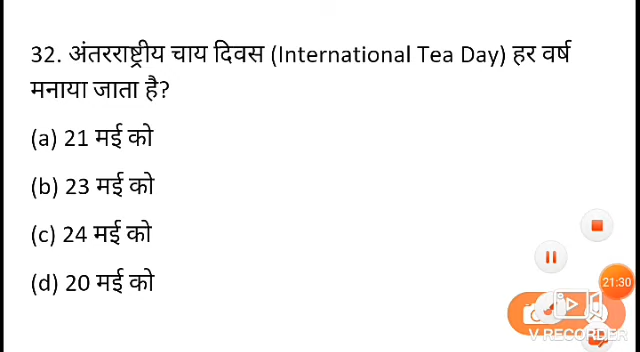 32. अंतरराष्ट्रीय चाय दिवस (International Tea Day) हर वर्ष
मनाया जाता है?
(a) 21 मई को
(b) 23 मई को
(c) 24 मई को
(d) 20 मई को
21:30
V RECORDER